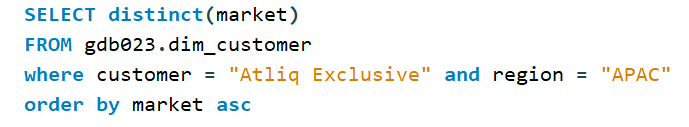 SELECT distinct(market)
FROM gdb023.dim_customer
where customer = "Atliq Exclusive" and region = "APAC"
order by market asc